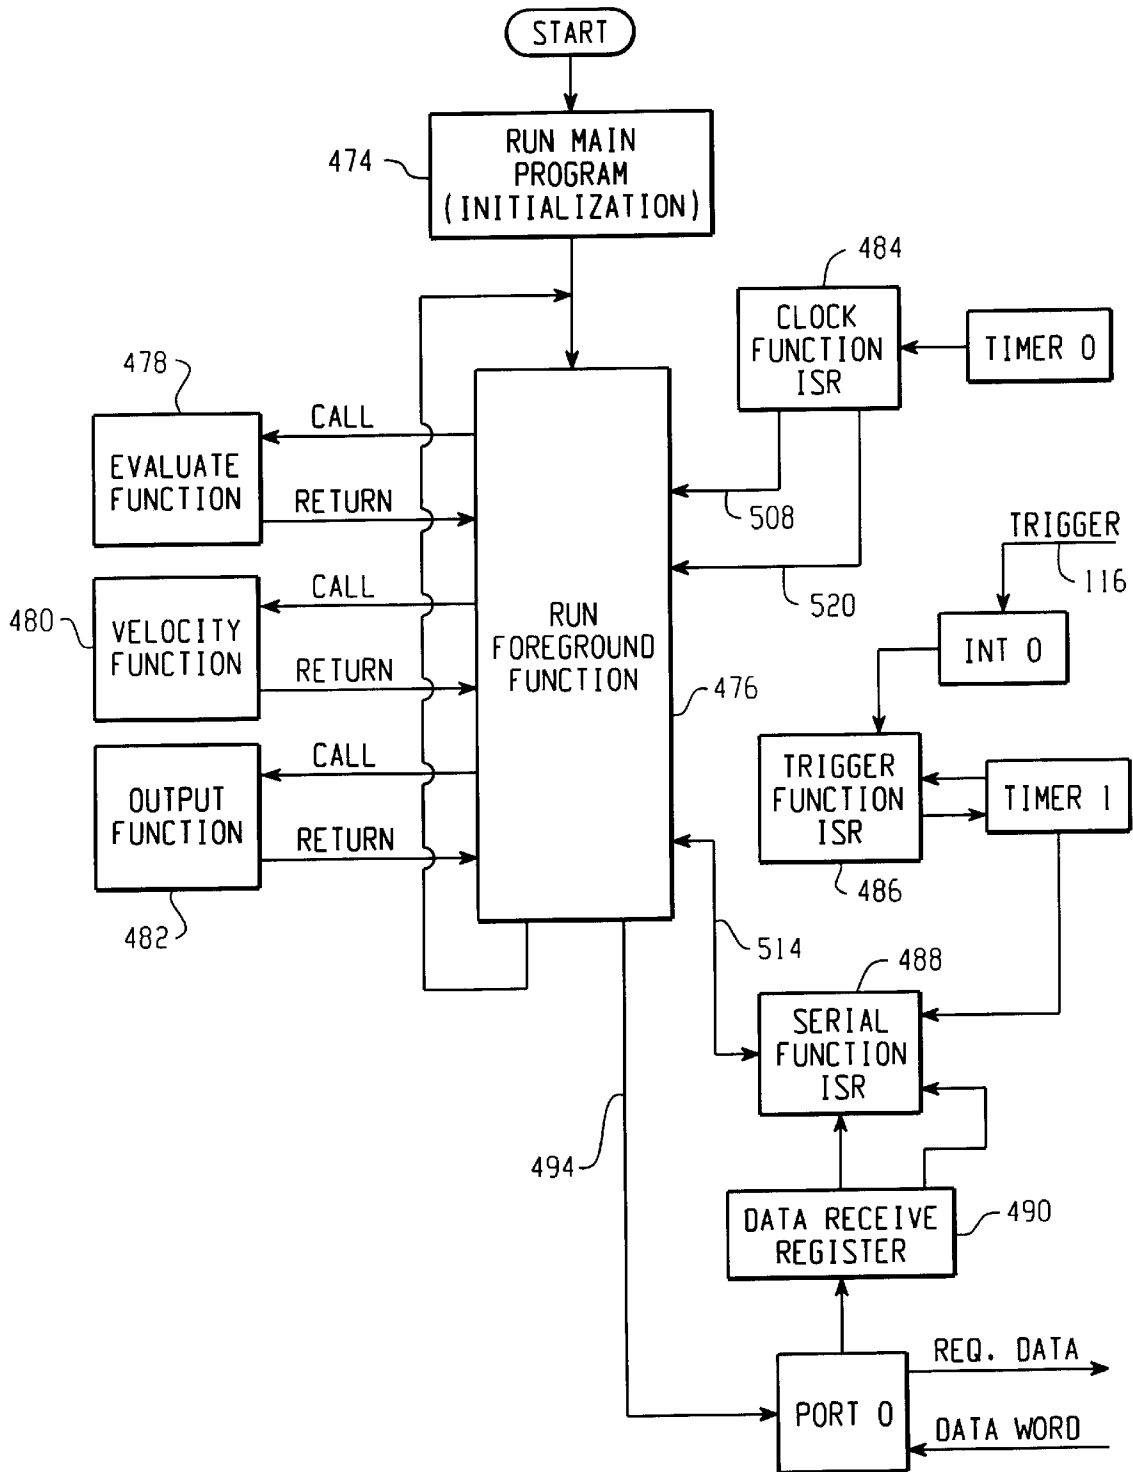 START
RUN MAIN
PROGRAM
(INITIALIZATION)
474
484
CLOCK
FUNCTION
ISR
TIMER 0
478
CALL
EVALUATE
FUNCTION
RETURN
508
TRIGGER
116
520
480
CALL
VELOCITY
FUNCTION
RETURN
RUN
FOREGROUND
FUNCTION
INT 0
476
CALL
OUTPUT
FUNCTION
RETURN
482
TRIGGER
FUNCTION
ISR
TIMER 1
486
514
488
SERIAL
FUNCTION
ISR
494
DATA RECEIVE
REGISTER
490
REQ. DATA
PORT 0
DATA WORD